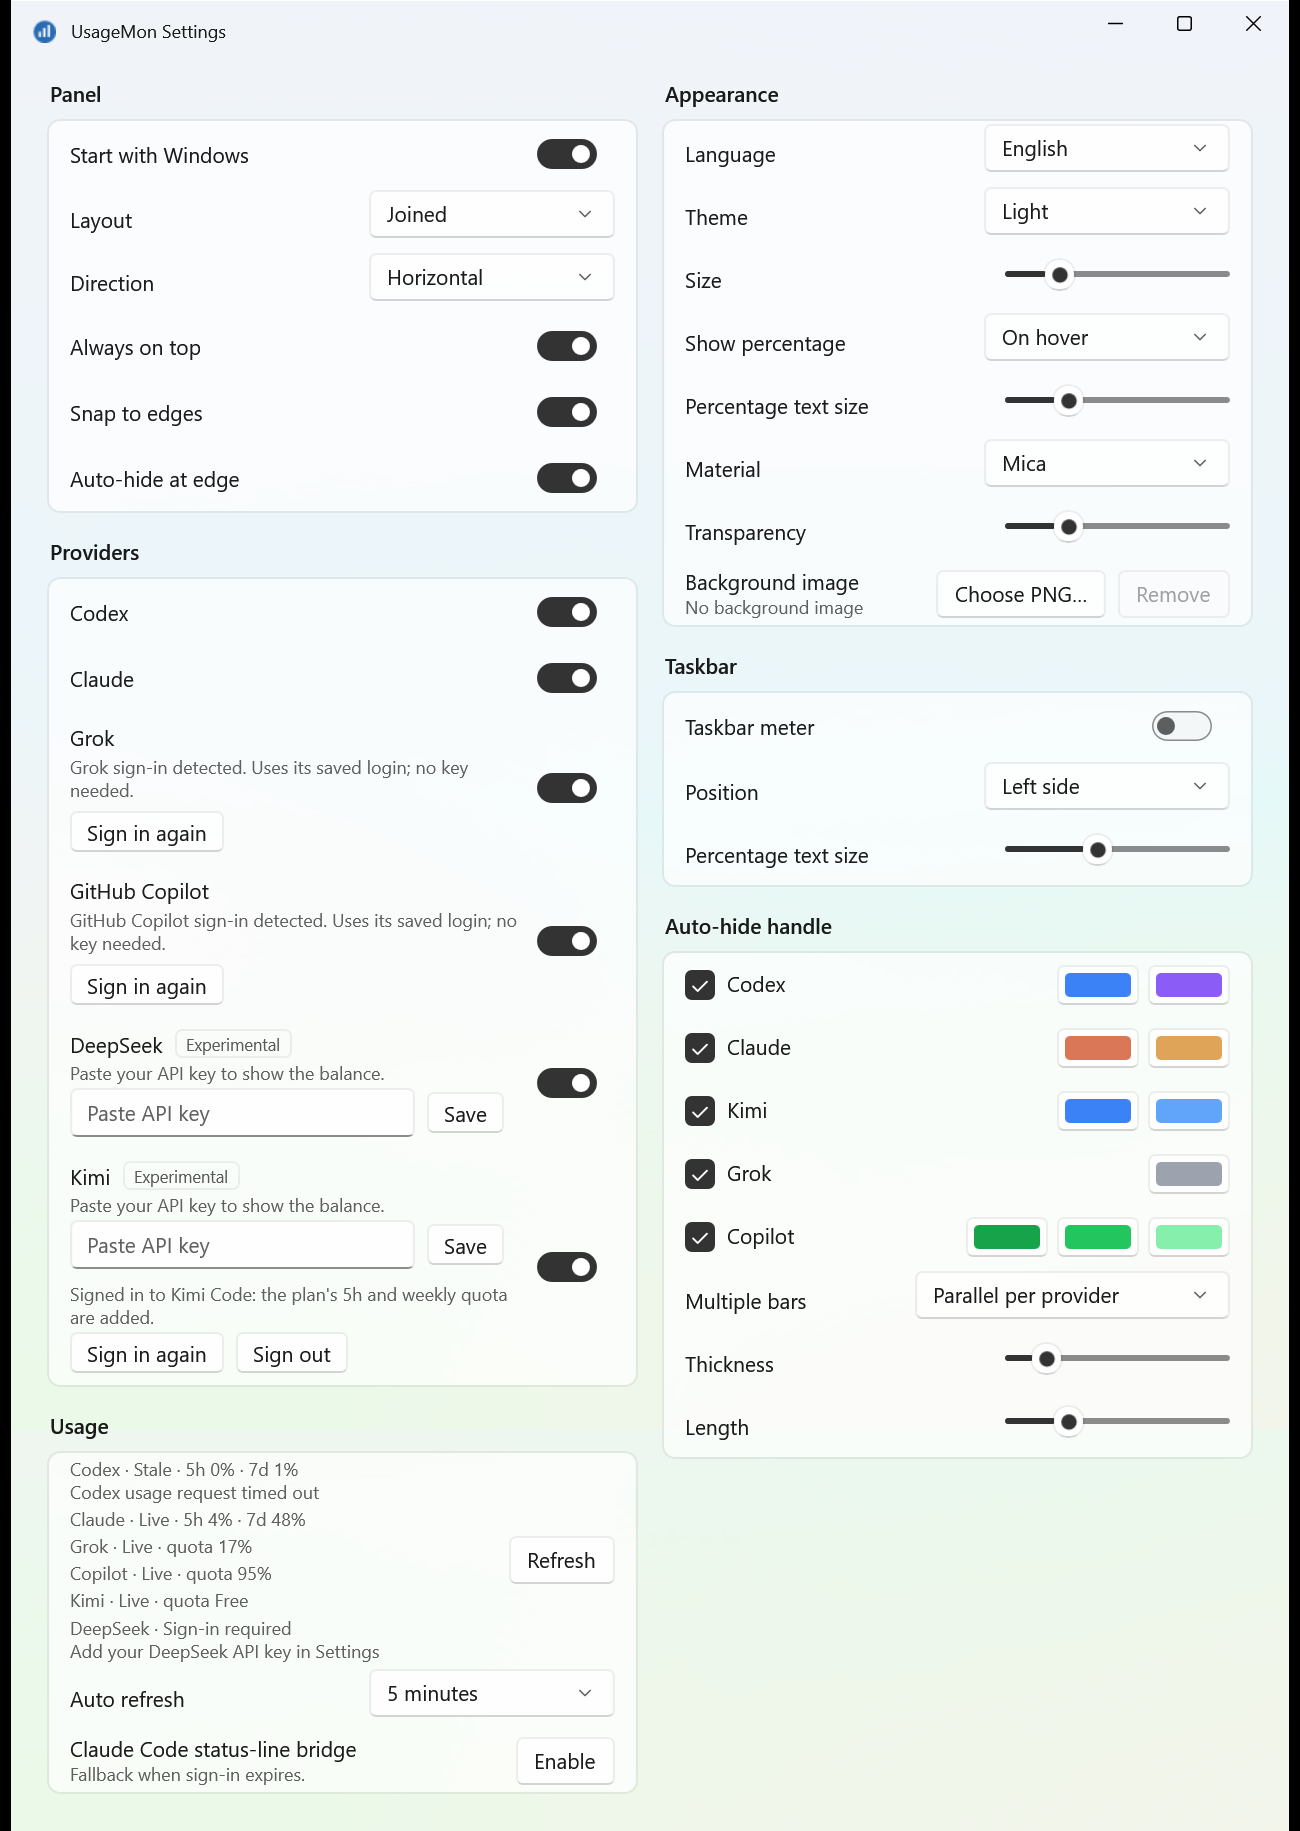 UsageMon Settings
Panel
Start with Windows
Layout
Joined
Direction
Horizontal
Always on top
Snap to edges
Auto-hide at edge
Providers
Codex
Claude
Grok
Grok sign-in detected. Uses its saved login; no key
needed.
Sign in again
GitHub Copilot
GitHub Copilot sign-in detected. Uses its saved login; no
key needed.
Sign in again
DeepSeek Experimental
Paste your API key to show the balance.
Paste API key Save
Kimi Experimental
Paste your API key to show the balance.
Paste API key Save
Signed in to Kimi Code: the plan's 5h and weekly quota
are added.
Sign in again Sign out
Usage
Codex · Stale · 5h 0% · 7d 1%
Codex usage request timed out
Claude · Live · 5h 4% · 7d 48%
Grok · Live · quota 17%
Copilot · Live · quota 95%
Kimi · Live · quota Free
DeepSeek · Sign-in required
Add your DeepSeek API key in Settings
Refresh
Auto refresh
5 minutes
Claude Code status-line bridge
Fallback when sign-in expires.
Enable
Appearance
Language
English
Theme
Light
Size
Show percentage
On hover
Percentage text size
Material
Mica
Transparency
Background image
No background image
Choose PNG... Remove
Taskbar
Taskbar meter
Position
Left side
Percentage text size
Auto-hide handle
Codex
Claude
Kimi
Grok
Copilot
Multiple bars
Parallel per provider
Thickness
Length